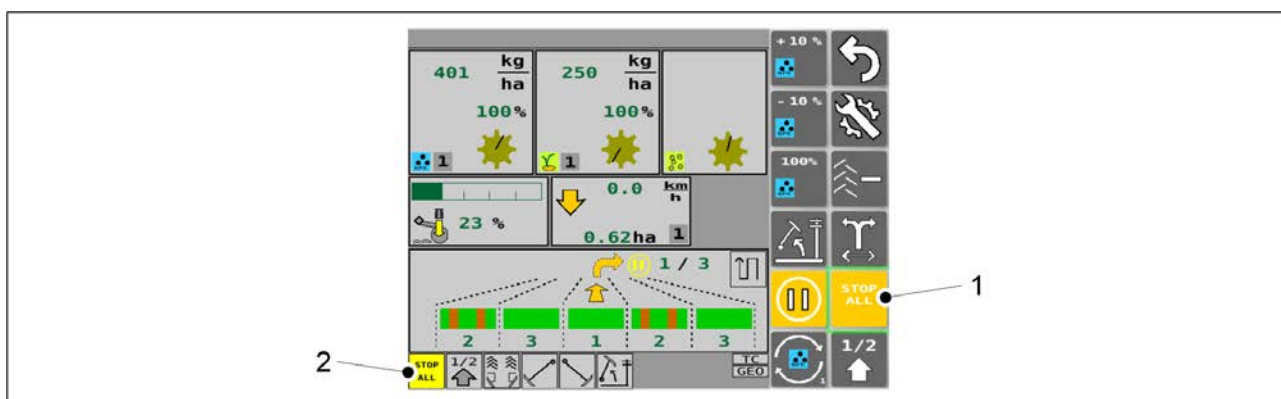 +10 %
401 kg/ha
250 kg/ha
100%
100%
- 10 %
1
1
100%
0.0 km/h
23 %
0.62ha 1
1 / 3
STOP ALL
1
2 3 1 2 3
2
STOP ALL
1/2
TC
GEO
1
1/2